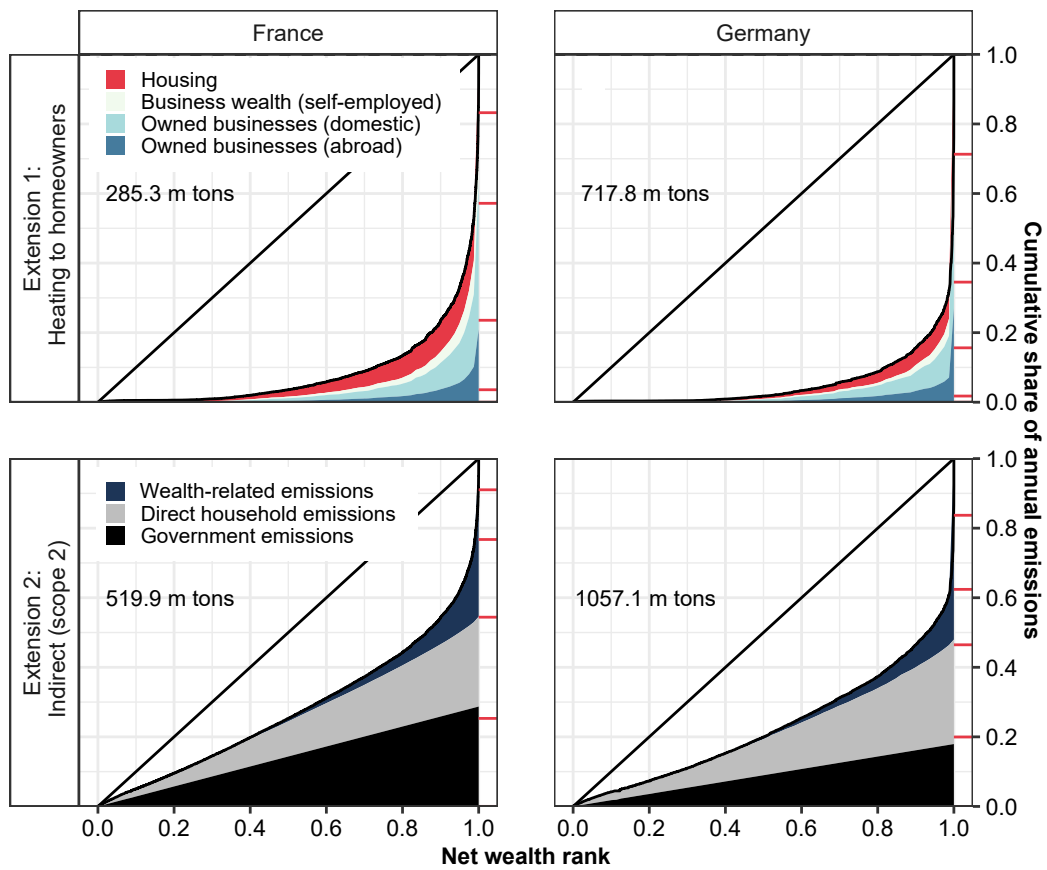 France
Germany
Extension 1:
Heating to homeowners
Housing
Business wealth (self-employed)
Owned businesses (domestic)
Owned businesses (abroad)
285.3 m tons
717.8 m tons
1.0
0.8
0.6
0.4
0.2
0.0
Cumulative share of annual emissions
Extension 2:
Indirect (scope 2)
Wealth-related emissions
Direct household emissions
Government emissions
519.9 m tons
1057.1 m tons
1.0
0.8
0.6
0.4
0.2
0.0
0.0 0.2 0.4 0.6 0.8 1.0
0.0 0.2 0.4 0.6 0.8 1.0
Net wealth rank